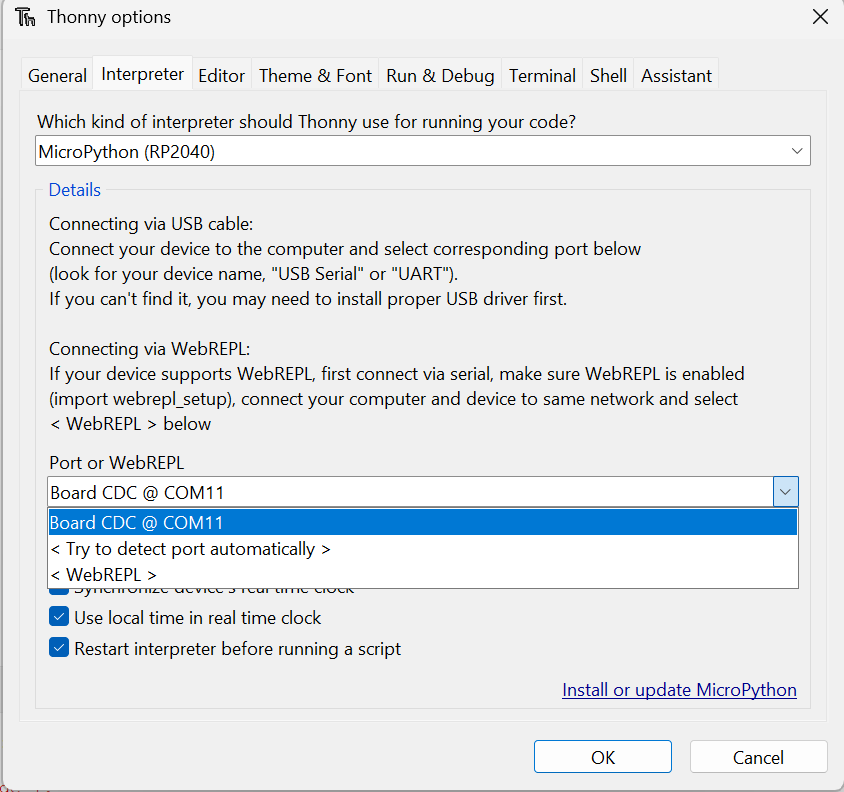 Thonny options
General Interpreter Editor Theme & Font Run & Debug Terminal Shell Assistant
Which kind of interpreter should Thonny use for running your code?
MicroPython (RP2040)
Details
Connecting via USB cable:
Connect your device to the computer and select corresponding port below
(look for your device name, "USB Serial" or "UART").
If you can't find it, you may need to install proper USB driver first.
Connecting via WebREPL:
If your device supports WebREPL, first connect via serial, make sure WebREPL is enabled
(import webrepl_setup), connect your computer and device to same network and select
< WebREPL > below
Port or WebREPL
Board CDC @ COM11
Board CDC @ COM11
< Try to detect port automatically >
< WebREPL >
Synchronize device's real time clock
Use local time in real time clock
Restart interpreter before running a script
Install or update MicroPython
OK Cancel